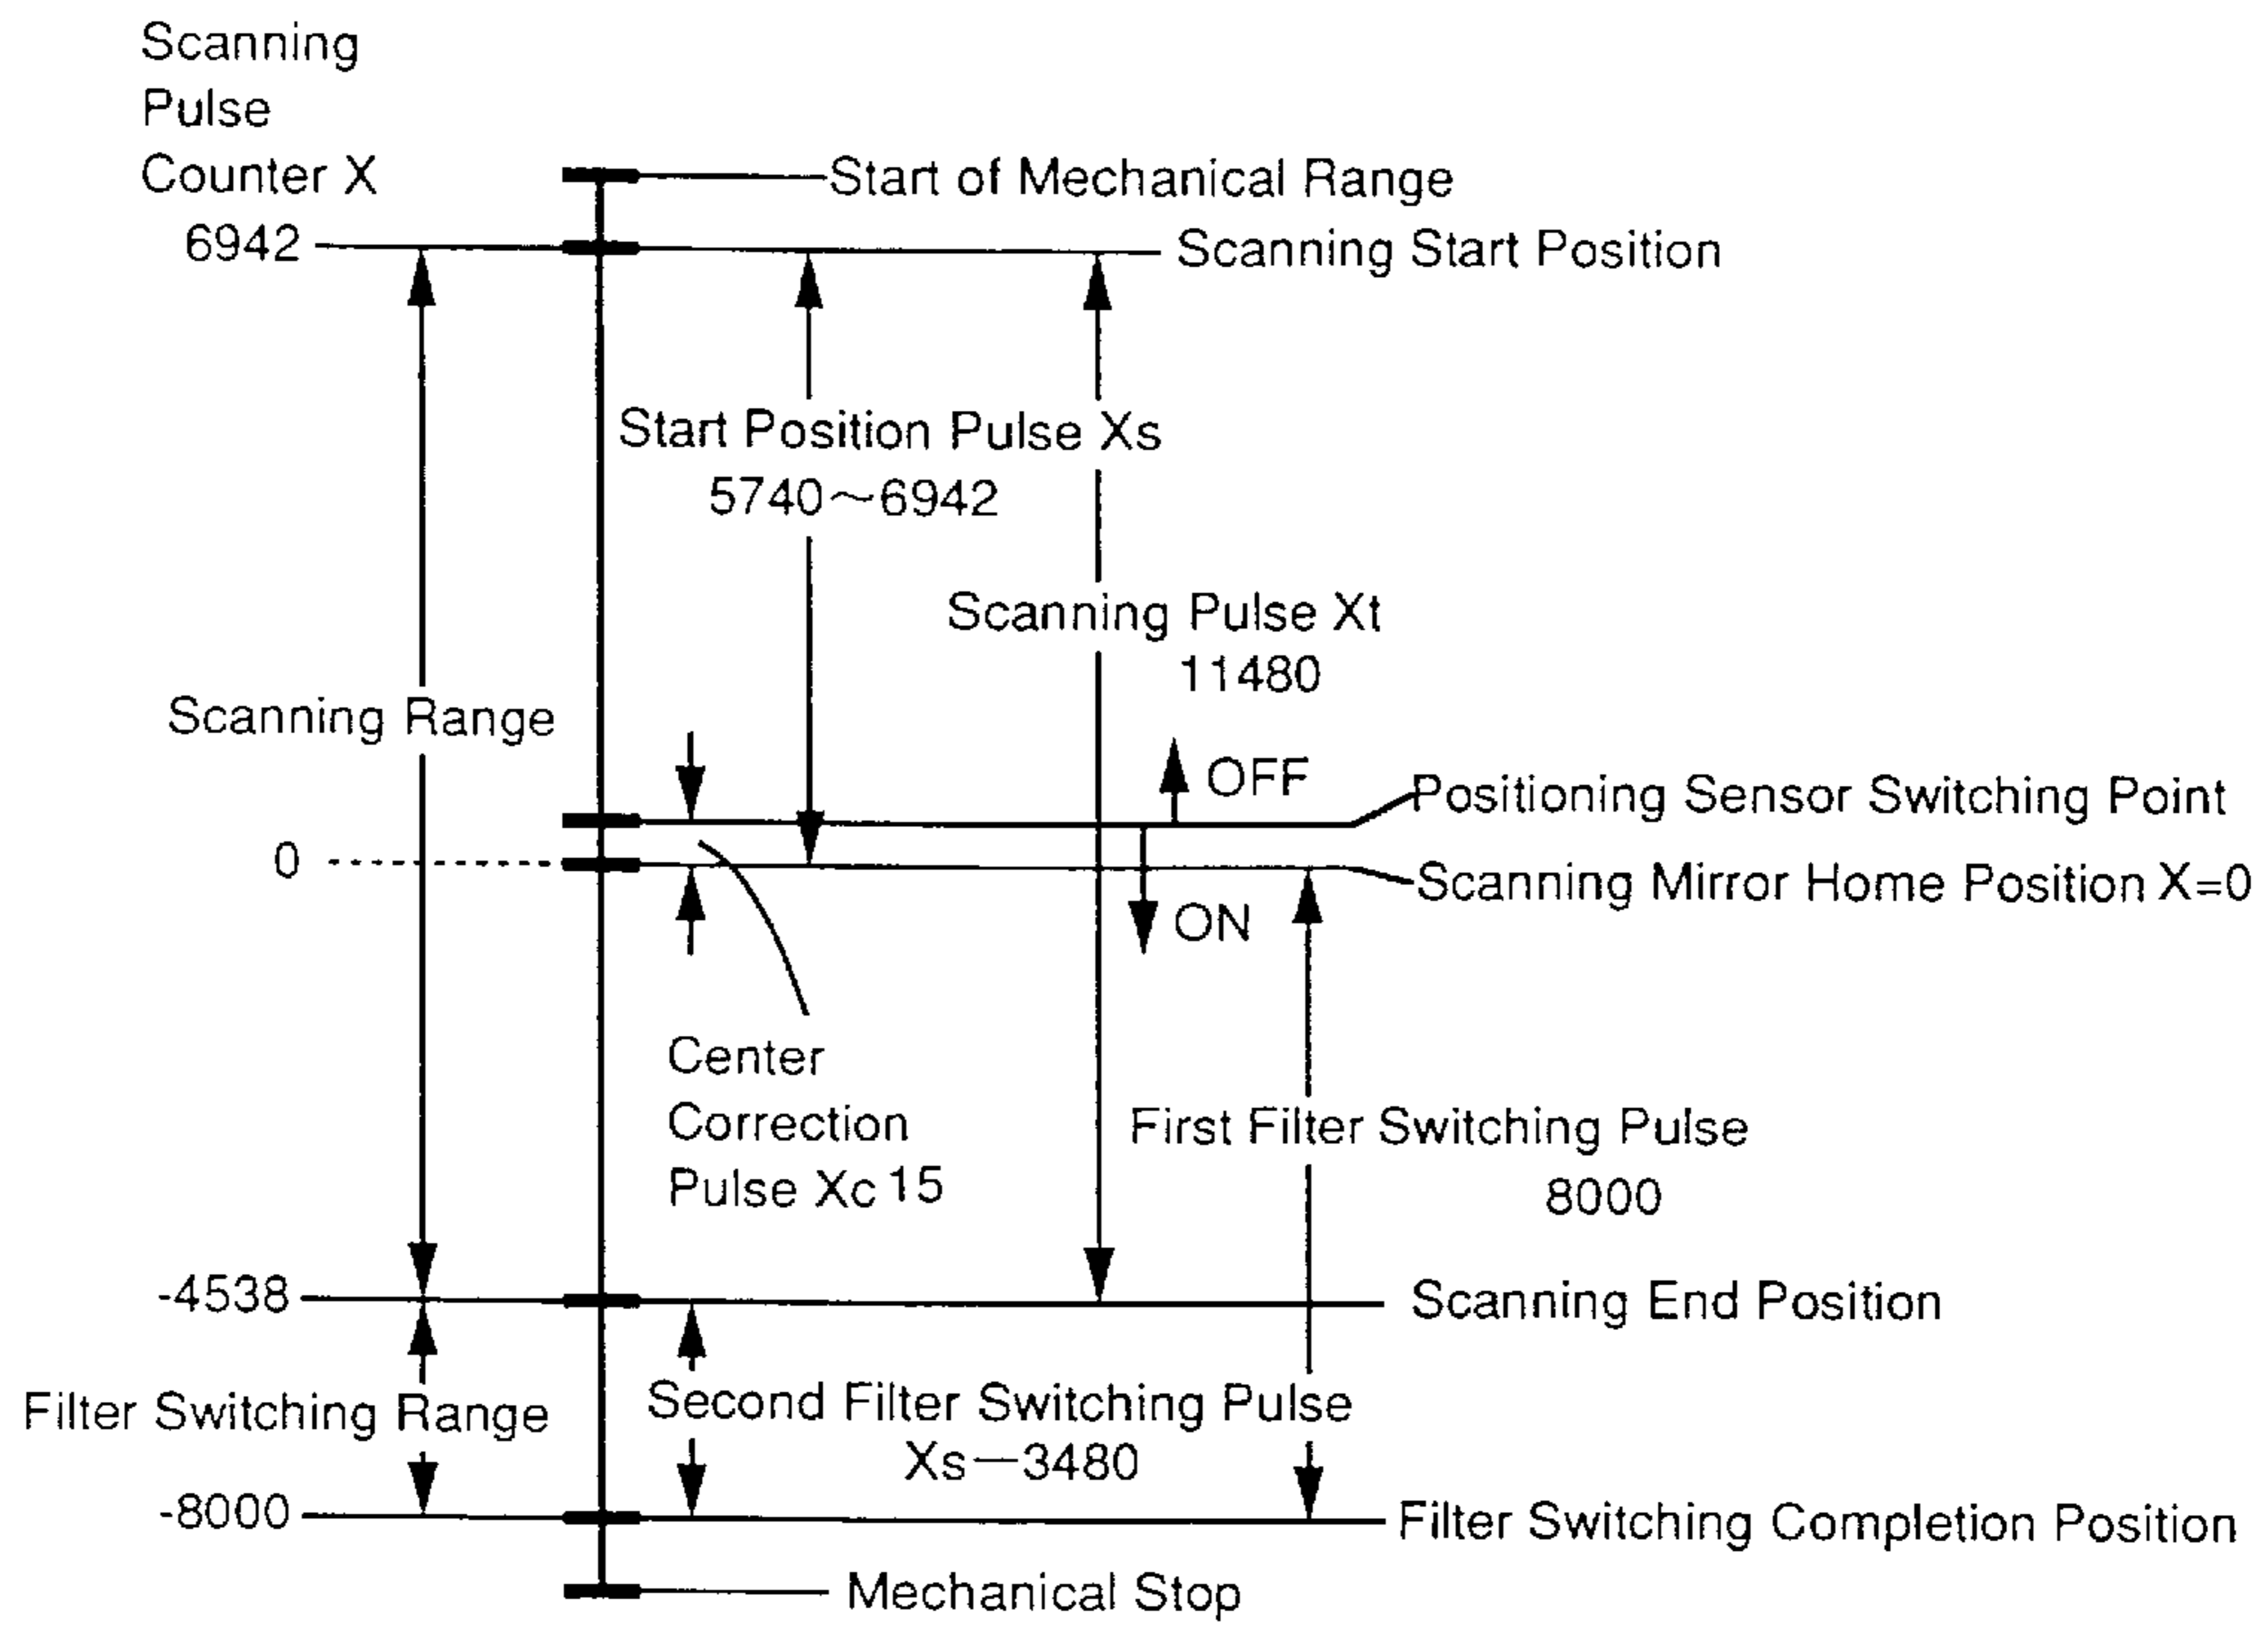 Scanning
Pulse
Counter X
Start of Mechanical Range
6942
Scanning Start Position
Start Position Pulse Xs
5740~6942
Scanning Pulse Xt
11480
Scanning Range
OFF
Positioning Sensor Switching Point
0
Scanning Mirror Home Position X=0
ON
Center
Correction
Pulse Xc 15
First Filter Switching Pulse
8000
-4538
Scanning End Position
Filter Switching Range
Second Filter Switching Pulse
Xs—3480
-8000
Filter Switching Completion Position
Mechanical Stop